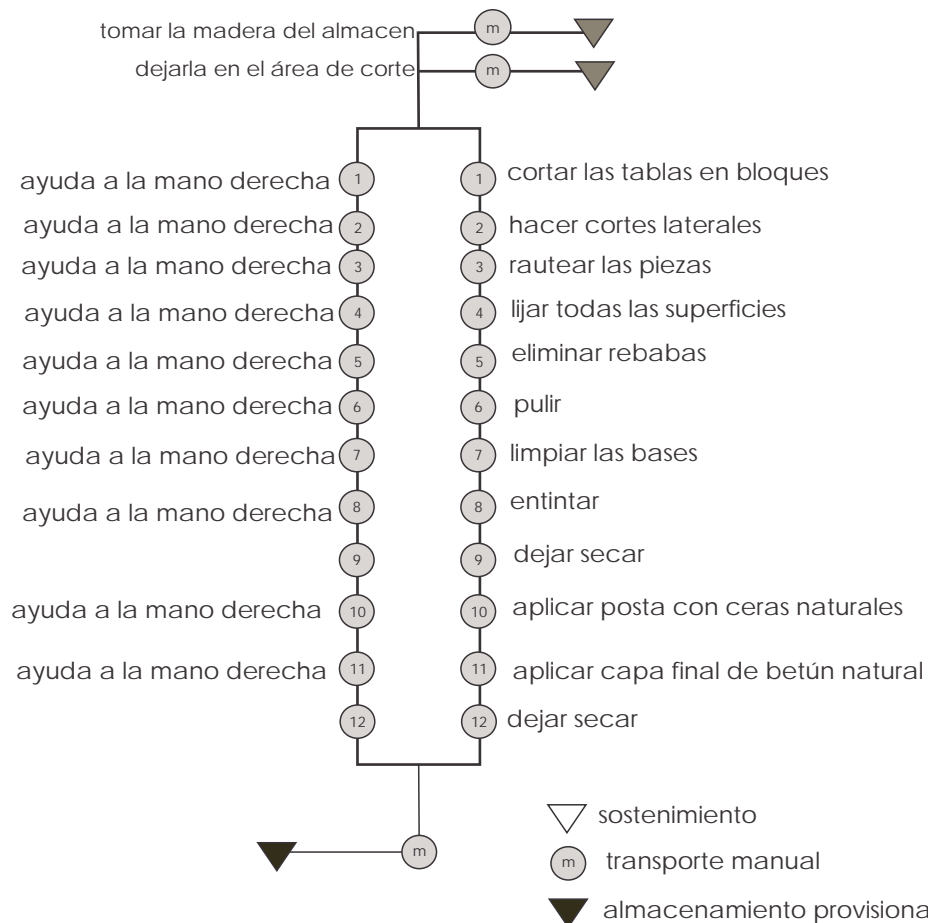 tomar la madera del almacen
m
dejarla en el área de corte
m
ayuda a la mano derecha 1 1 cortar las tablas en bloques
ayuda a la mano derecha 2 2 hacer cortes laterales
ayuda a la mano derecha 3 3 rautear las piezas
ayuda a la mano derecha 4 4 lijar todas las superficies
ayuda a la mano derecha 5 5 eliminar rebabas
ayuda a la mano derecha 6 6 pulir
ayuda a la mano derecha 7 7 limpiar las bases
ayuda a la mano derecha 8 8 entintar
9 9 dejar secar
ayuda a la mano derecha 10 10 aplicar posta con ceras naturales
ayuda a la mano derecha 11 11 aplicar capa final de betún natural
12 12 dejar secar
m
sostenimiento
m transporte manual
almacenamiento provisiona